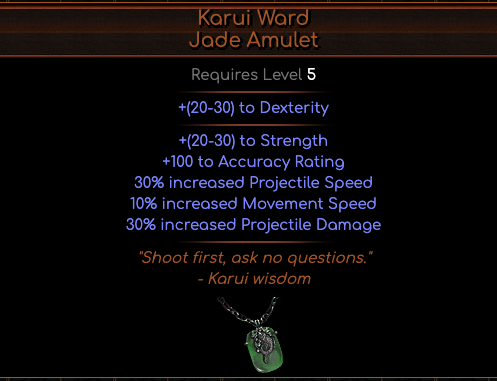 Karui Ward
Jade Amulet
Requires Level 5
+(20-30) to Dexterity
+(20-30) to Strength
+100 to Accuracy Rating
30% increased Projectile Speed
10% increased Movement Speed
30% increased Projectile Damage
"Shoot first, ask no questions."
- Karui wisdom